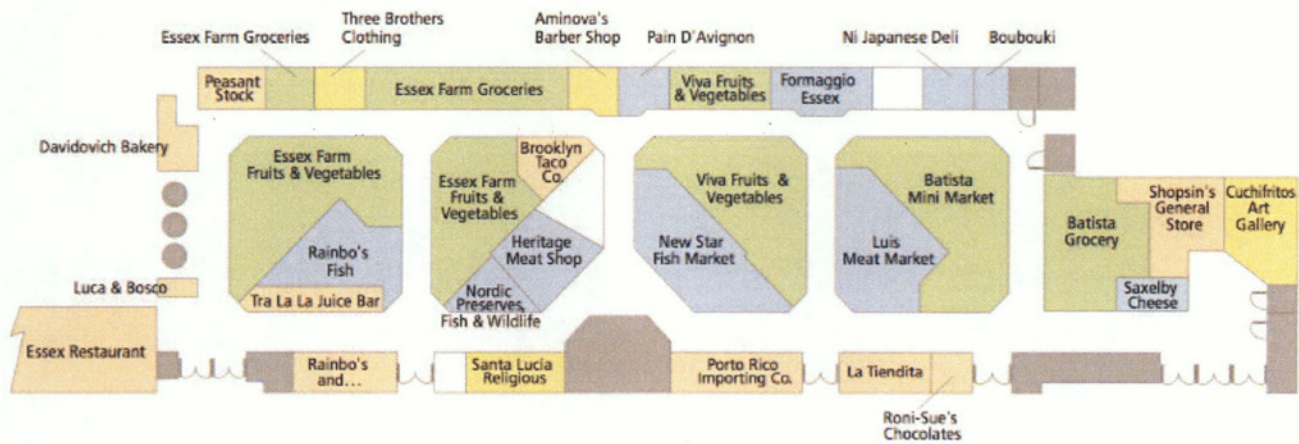 Essex Farm Groceries
Three Brothers
Clothing
Aminova's
Barber Shop
Pain D'Avignon
Ni Japanese Deli
Boubouki
Peasant
Stock
Essex Farm Groceries
Viva Fruits
& Vegetables
Formaggio
Essex
Davidovich Bakery
Essex Farm
Fruits & Vegetables
Brooklyn
Taco
Co.
Essex Farm
Fruits &
Vegetables
Viva Fruits &
Vegetables
Batista
Mini Market
Batista
Grocery
Shopsin's
General
Store
Cuchifritos
Art
Gallery
Rainbo's
Fish
Heritage
Meat Shop
New Star
Fish Market
Luis
Meat Market
Luca & Bosco
Tra La La Juice Bar
Nordic
Preserves,
Fish & Wildlife
Saxelby
Cheese
Essex Restaurant
Rainbo's
and...
Santa Lucia
Religious
Porto Rico
Importing Co.
La Tiendita
Roni-Sue's
Chocolates